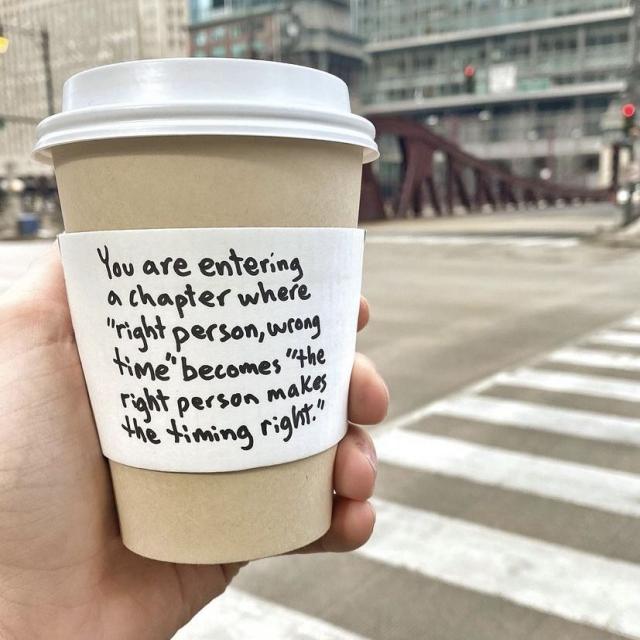 You are entering
a chapter where
"right person, wrong
time" becomes "the
right person makes
the timing right."